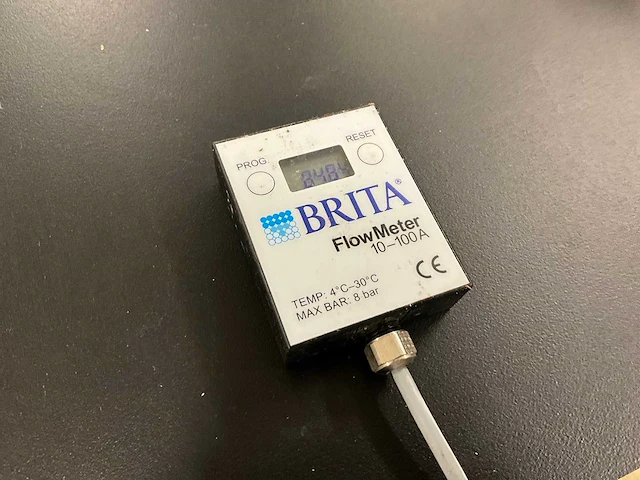 PROG. RESET
BRITA®
FlowMeter
10–100A
CE
TEMP: 4°C–30°C
MAX BAR: 8 bar